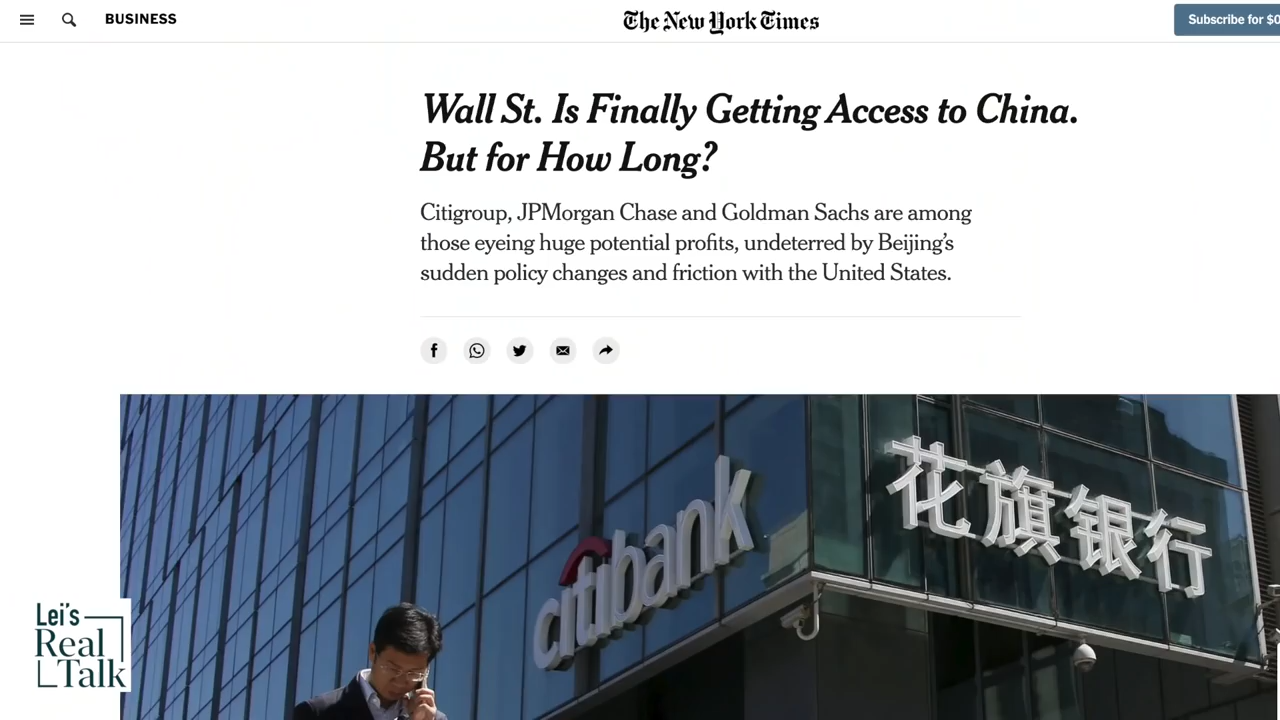 BUSINESS
The New York Times
Subscribe for $0
Wall St. Is Finally Getting Access to China.
But for How Long?
Citigroup, JPMorgan Chase and Goldman Sachs are among
those eyeing huge potential profits, undeterred by Beijing’s
sudden policy changes and friction with the United States.
citibank
花旗银行
Lei's
Real
Talk